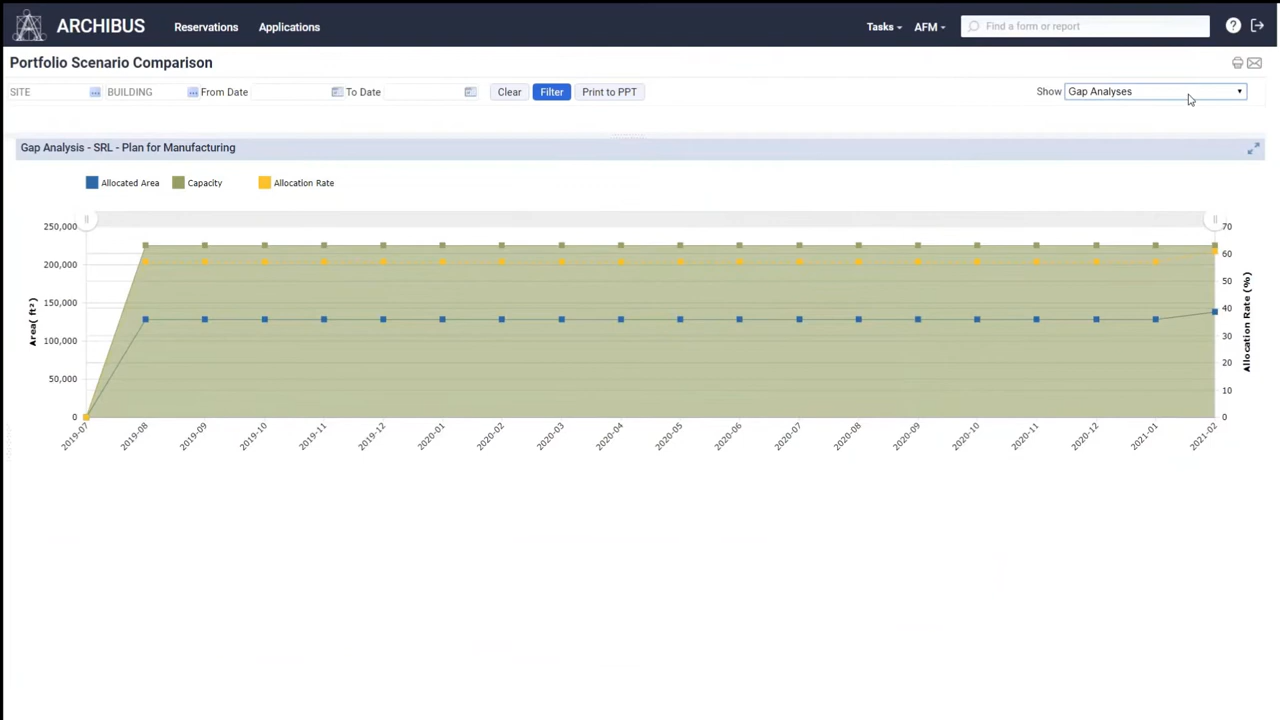 ARCHIBUS Reservations Applications Tasks AFM Find a form or report ?
Portfolio Scenario Comparison
SITE ... BUILDING ... From Date To Date Clear Filter Print to PPT Show Gap Analyses
Gap Analysis - SRL - Plan for Manufacturing
Allocated Area Capacity Allocation Rate
250,000
200,000
150,000
100,000
50,000
0
Area( ft²)
70
60
50
40
30
20
10
0
Allocation Rate (%)
2019-07 2019-08 2019-09 2019-10 2019-11 2019-12 2020-01 2020-02 2020-03 2020-04 2020-05 2020-06 2020-07 2020-08 2020-09 2020-10 2020-11 2020-12 2021-01 2021-02